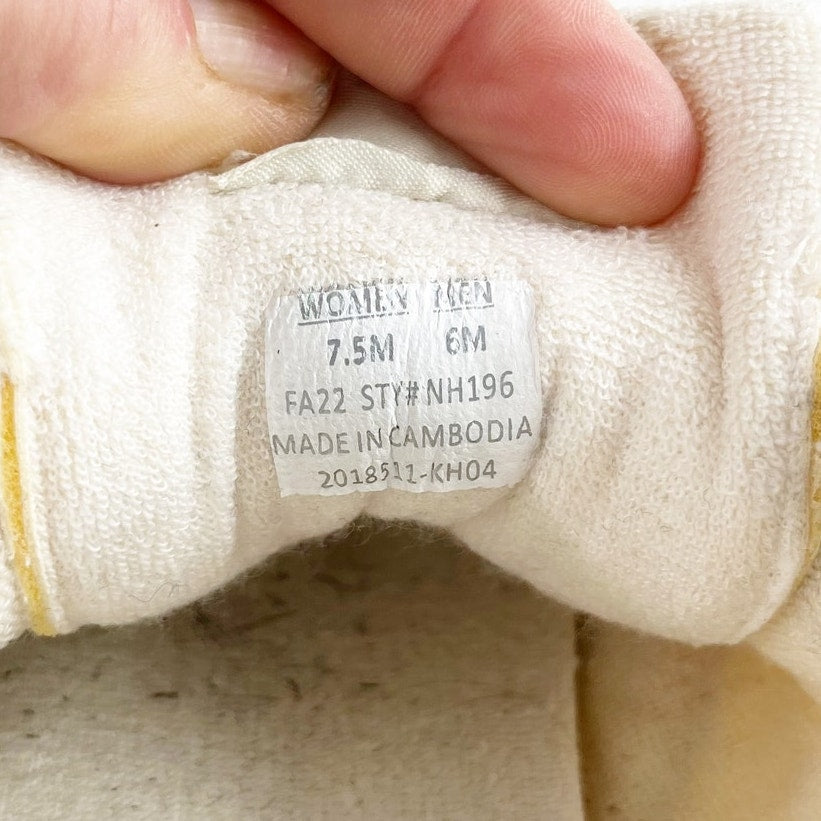 WOMEN MEN
7.5M 6M
FA22 STY# NH196
MADE IN CAMBODIA
2018511-KH04